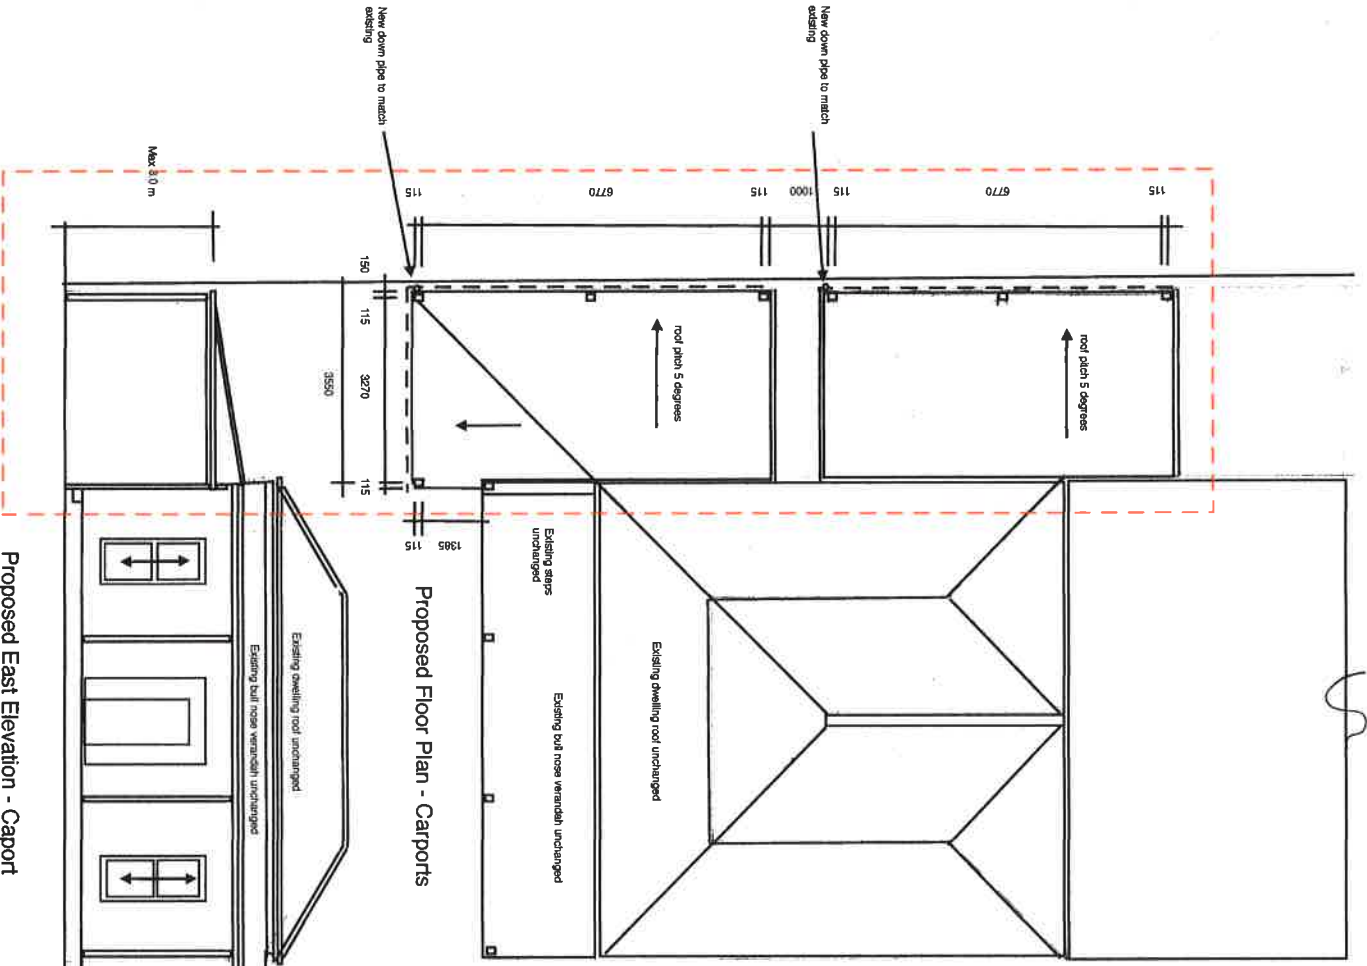 New down pipe to match
existing
115
6770
115
1000
115
6770
115
roof pitch 5 degrees
roof pitch 5 degrees
Existing dwelling roof unchanged
Existing bull nose verandah unchanged
Existing steps
unchanged
1385
115
Proposed Floor Plan - Carports
New down pipe to match
existing
150
115
3270
115
3550
Max 3.0 m
Existing dwelling roof unchanged
Existing bull nose verandah unchanged
Proposed East Elevation - Caport